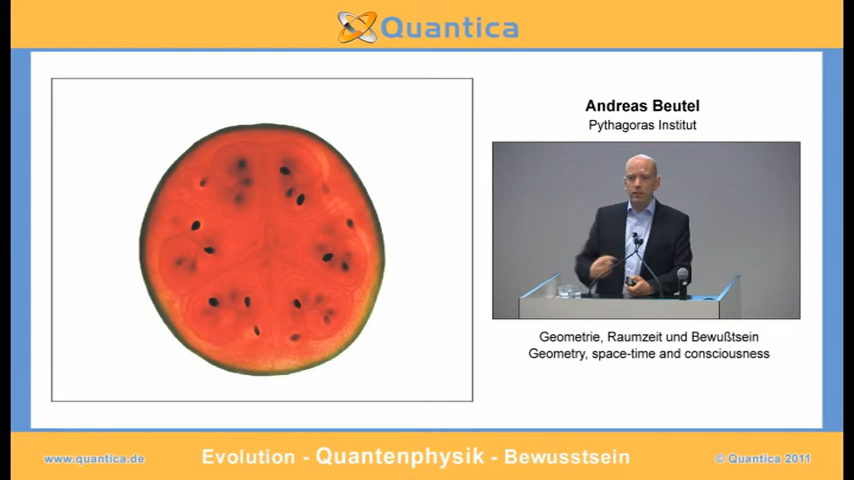 Quantica
Andreas Beutel
Pythagoras Institut
Geometrie, Raumzeit und Bewußtsein
Geometry, space-time and consciousness
www.quantica.de
Evolution - Quantenphysik - Bewusstsein
© Quantica 2011